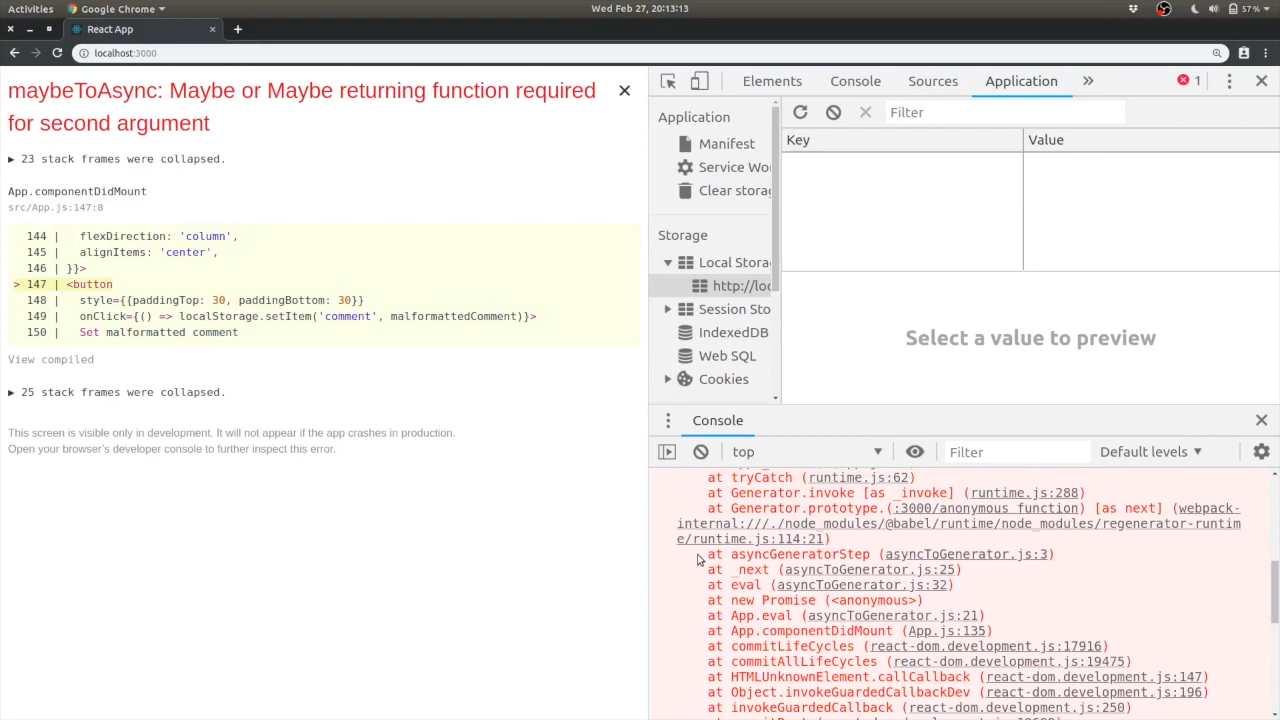 Activities Google Chrome Wed Feb 27, 20:13:13 57 %
React App
localhost:3000
maybeToAsync: Maybe or Maybe returning function required
for second argument
▶ 23 stack frames were collapsed.
App.componentDidMount
src/App.js:147:8
144 | flexDirection: 'column',
145 | alignItems: 'center',
146 | }}>
> 147 | <button
148 | style={{paddingTop: 30, paddingBottom: 30}}
149 | onClick={() => localStorage.setItem('comment', malformattedComment)}>
150 | Set malformatted comment
View compiled
▶ 25 stack frames were collapsed.
This screen is visible only in development. It will not appear if the app crashes in production.
Open your browser’s developer console to further inspect this error.
Elements Console Sources Application » 1
Application
Manifest
Service Wo
Clear storag
Storage
Local Stora
http://loc
Session Sto
IndexedDB
Web SQL
Cookies
Filter
Key Value
Select a value to preview
Console
top Filter Default levels
at tryCatch (runtime.js:62)
at Generator.invoke [as _invoke] (runtime.js:288)
at Generator.prototype.(:3000/anonymous function) [as next] (webpack-
internal:///./node_modules/@babel/runtime/node_modules/regenerator-runtim
e/runtime.js:114:21)
at asyncGeneratorStep (asyncToGenerator.js:3)
at _next (asyncToGenerator.js:25)
at eval (asyncToGenerator.js:32)
at new Promise (<anonymous>)
at App.eval (asyncToGenerator.js:21)
at App.componentDidMount (App.js:135)
at commitLifeCycles (react-dom.development.js:17916)
at commitAllLifeCycles (react-dom.development.js:19475)
at HTMLUnknownElement.callCallback (react-dom.development.js:147)
at Object.invokeGuardedCallbackDev (react-dom.development.js:196)
at invokeGuardedCallback (react-dom.development.js:250)